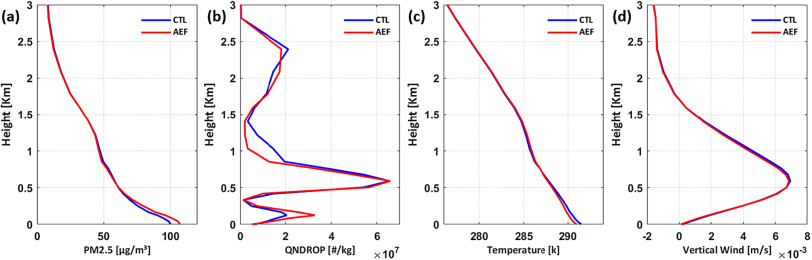 (a)
CTL
AEF
Height [Km]
3
2.5
2
1.5
1
0.5
0
0 50 100
PM2.5 [µg/m³]
(b)
CTL
AEF
Height [Km]
3
2.5
2
1.5
1
0.5
0
0 2 4 6
×10⁷
QNDROP [#/kg]
(c)
CTL
AEF
Height [Km]
3
2.5
2
1.5
1
0.5
0
280 285 290
Temperature [k]
(d)
CTL
AEF
Height [Km]
3
2.5
2
1.5
1
0.5
0
-2 0 2 4 6 8
×10⁻³
Vertical Wind [m/s]